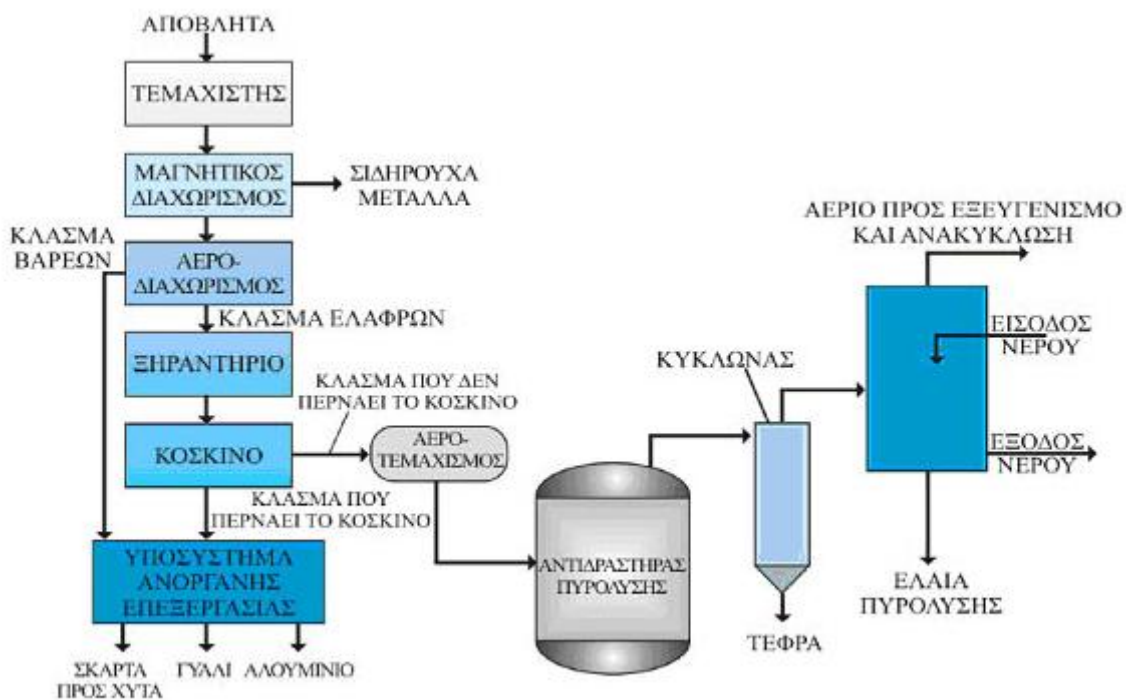 ΑΠΟΒΛΗΤΑ
ΤΕΜΑΧΙΣΤΗΣ
ΜΑΓΝΗΤΙΚΟΣ
ΔΙΑΧΩΡΙΣΜΟΣ
ΣΙΔΗΡΟΥΧΑ
ΜΕΤΑΛΛΑ
ΚΛΑΣΜΑ
ΒΑΡΕΩΝ
ΑΕΡΟ-
ΔΙΑΧΩΡΙΣΜΟΣ
ΚΛΑΣΜΑ ΕΛΑΦΡΩΝ
ΞΗΡΑΝΤΗΡΙΟ
ΚΛΑΣΜΑ ΠΟΥ ΔΕΝ
ΠΕΡΝΑΕΙ ΤΟ ΚΟΣΚΙΝΟ
ΚΟΣΚΙΝΟ
ΑΕΡΟ-
ΤΕΜΑΧΙΣΜΟΣ
ΚΛΑΣΜΑ ΠΟΥ
ΠΕΡΝΑΕΙ ΤΟ ΚΟΣΚΙΝΟ
ΥΠΟΣΥΣΤΗΜΑ
ΑΝΟΡΓΑΝΗΣ
ΕΠΕΞΕΡΓΑΣΙΑΣ
ΣΚΑΡΤΑ
ΠΡΟΣ ΧΥΤΑ
ΓΥΑΛΙ
ΑΛΟΥΜΙΝΙΟ
ΑΝΤΙΔΡΑΣΤΗΡΑΣ
ΠΥΡΟΛΥΣΗΣ
ΚΥΚΛΩΝΑΣ
ΤΕΦΡΑ
ΑΕΡΙΟ ΠΡΟΣ ΕΞΕΥΓΕΝΙΣΜΟ
ΚΑΙ ΑΝΑΚΥΚΛΩΣΗ
ΕΙΣΟΔΟΣ
ΝΕΡΟΥ
ΕΞΟΔΟΣ
ΝΕΡΟΥ
ΕΛΑΙΑ
ΠΥΡΟΛΥΣΗΣ